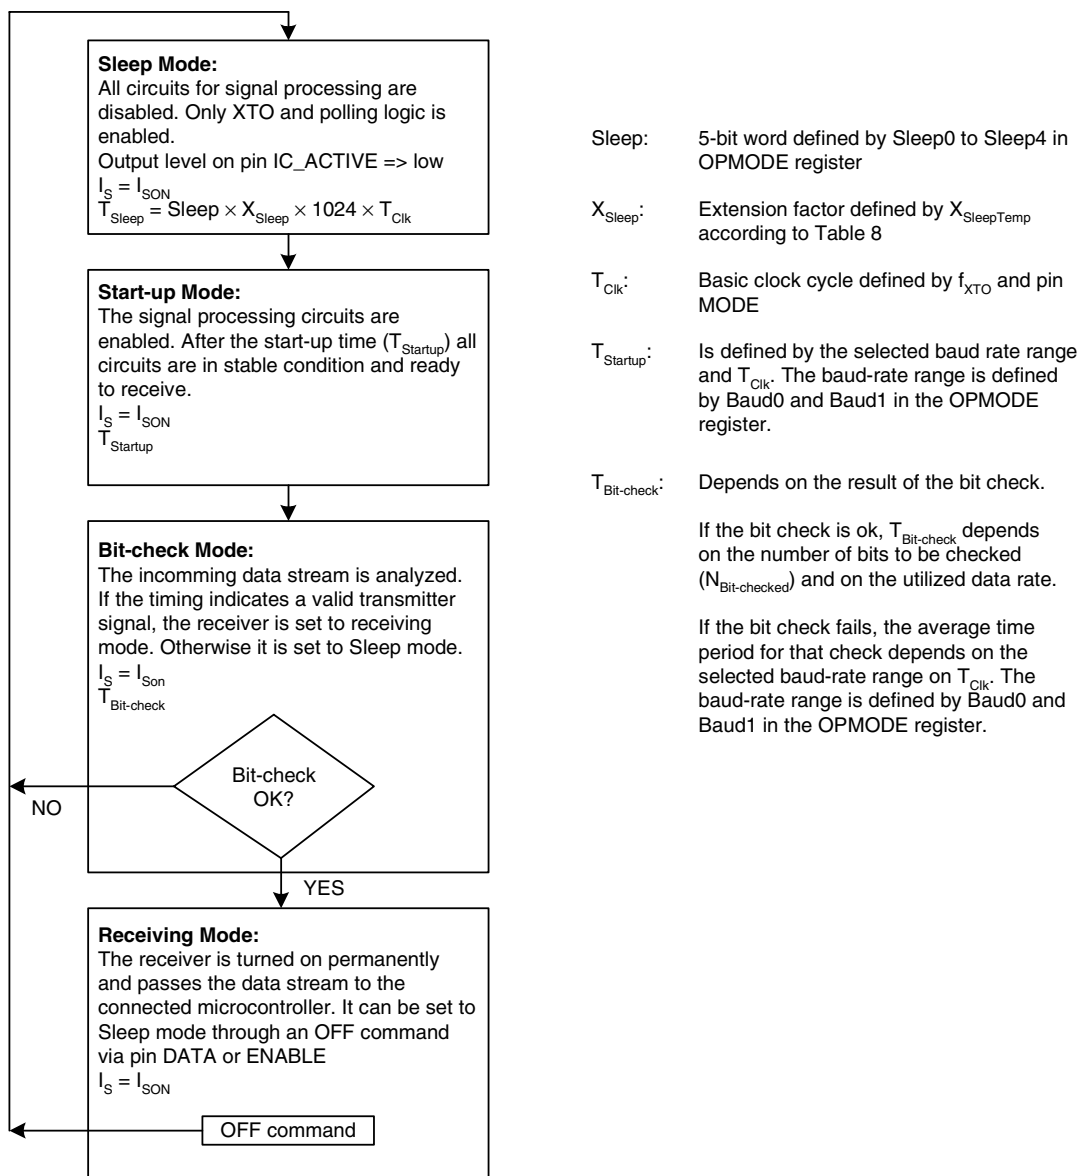 Sleep Mode:
All circuits for signal processing are
disabled. Only XTO and polling logic is
enabled.
Output level on pin IC_ACTIVE => low
I_S = I_SON
T_Sleep = Sleep × X_Sleep × 1024 × T_Clk
Start-up Mode:
The signal processing circuits are
enabled. After the start-up time (T_Startup) all
circuits are in stable condition and ready
to receive.
I_S = I_SON
T_Startup
Bit-check Mode:
The incomming data stream is analyzed.
If the timing indicates a valid transmitter
signal, the receiver is set to receiving
mode. Otherwise it is set to Sleep mode.
I_S = I_Son
T_Bit-check
Bit-check
OK?
NO
YES
Receiving Mode:
The receiver is turned on permanently
and passes the data stream to the
connected microcontroller. It can be set to
Sleep mode through an OFF command
via pin DATA or ENABLE
I_S = I_SON
OFF command
Sleep: 5-bit word defined by Sleep0 to Sleep4 in
OPMODE register
X_Sleep: Extension factor defined by X_SleepTemp
according to Table 8
T_Clk: Basic clock cycle defined by f_XTO and pin
MODE
T_Startup: Is defined by the selected baud rate range
and T_Clk. The baud-rate range is defined
by Baud0 and Baud1 in the OPMODE
register.
T_Bit-check: Depends on the result of the bit check.
If the bit check is ok, T_Bit-check depends
on the number of bits to be checked
(N_Bit-checked) and on the utilized data rate.
If the bit check fails, the average time
period for that check depends on the
selected baud-rate range on T_Clk. The
baud-rate range is defined by Baud0 and
Baud1 in the OPMODE register.